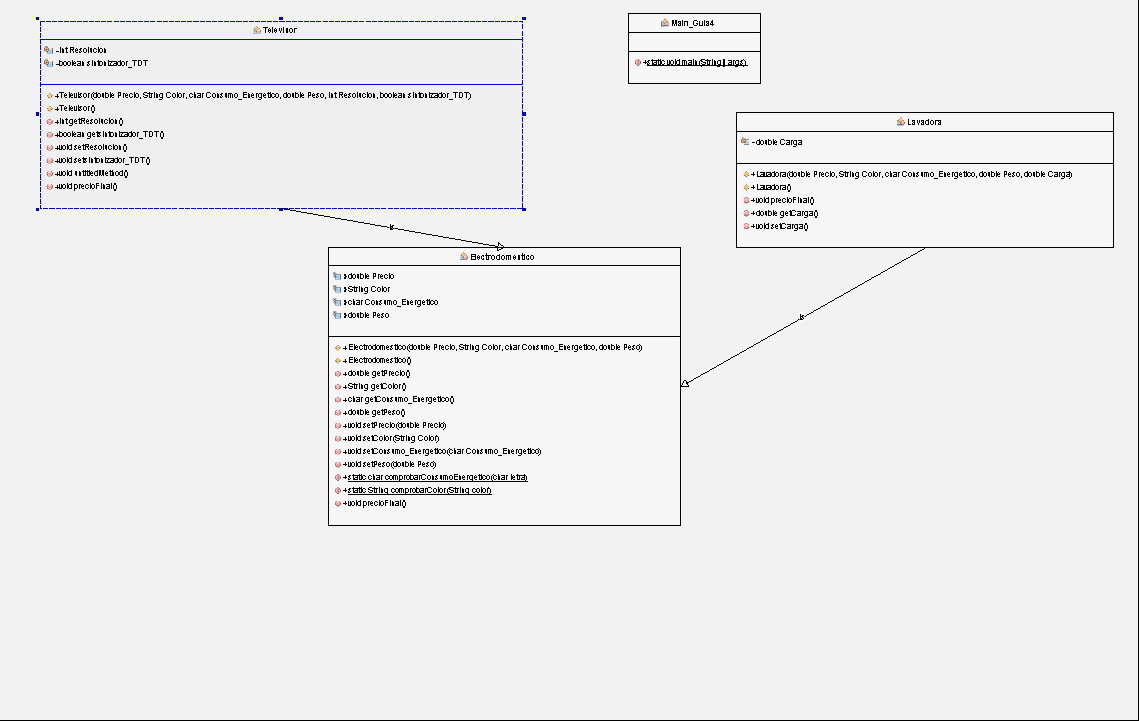 Televisor
-int Resolucion
-boolean sintonizador_TDT
+Televisor(double Precio, String Color, char Consumo_Energetico, double Peso, int Resolucion, boolean sintonizador_TDT)
+Televisor()
+int getResolucion()
+boolean getsintonizador_TDT()
+void setResolucion()
+void setsintonizador_TDT()
+void untitledMethod()
+void precioFinal()
Main_Guia4
+static void main(String[] args)
Lavadora
-double Carga
+Lavadora(double Precio, String Color, char Consumo_Energetico, double Peso, double Carga)
+Lavadora()
+void precioFinal()
+double getCarga()
+void setCarga()
is
is
Electrodomestico
#double Precio
#String Color
#char Consumo_Energetico
#double Peso
+Electrodomestico(double Precio, String Color, char Consumo_Energetico, double Peso)
+Electrodomestico()
+double getPrecio()
+String getColor()
+char getConsumo_Energetico()
+double getPeso()
+void setPrecio(double Precio)
+void setColor(String Color)
+void setConsumo_Energetico(char Consumo_Energetico)
+void setPeso(double Peso)
+static char comprobarConsumoEnergetico(char letra)
+static String comprobarColor(String color)
+void precioFinal()